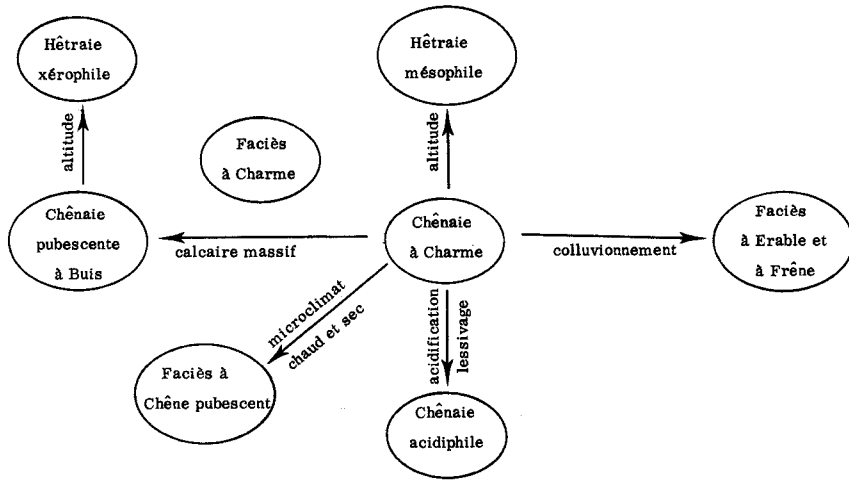 Hêtraie
xérophile
Hêtraie
mésophile
altitude
Faciès
à Charme
altitude
Chênaie
pubescente
à Buis
calcaire massif
Chênaie
à Charme
colluvionnement
Faciès
à Erable et
à Frêne
microclimat
chaud et sec
acidification
lessivage
Faciès à
Chêne pubescent
Chênaie
acidiphile